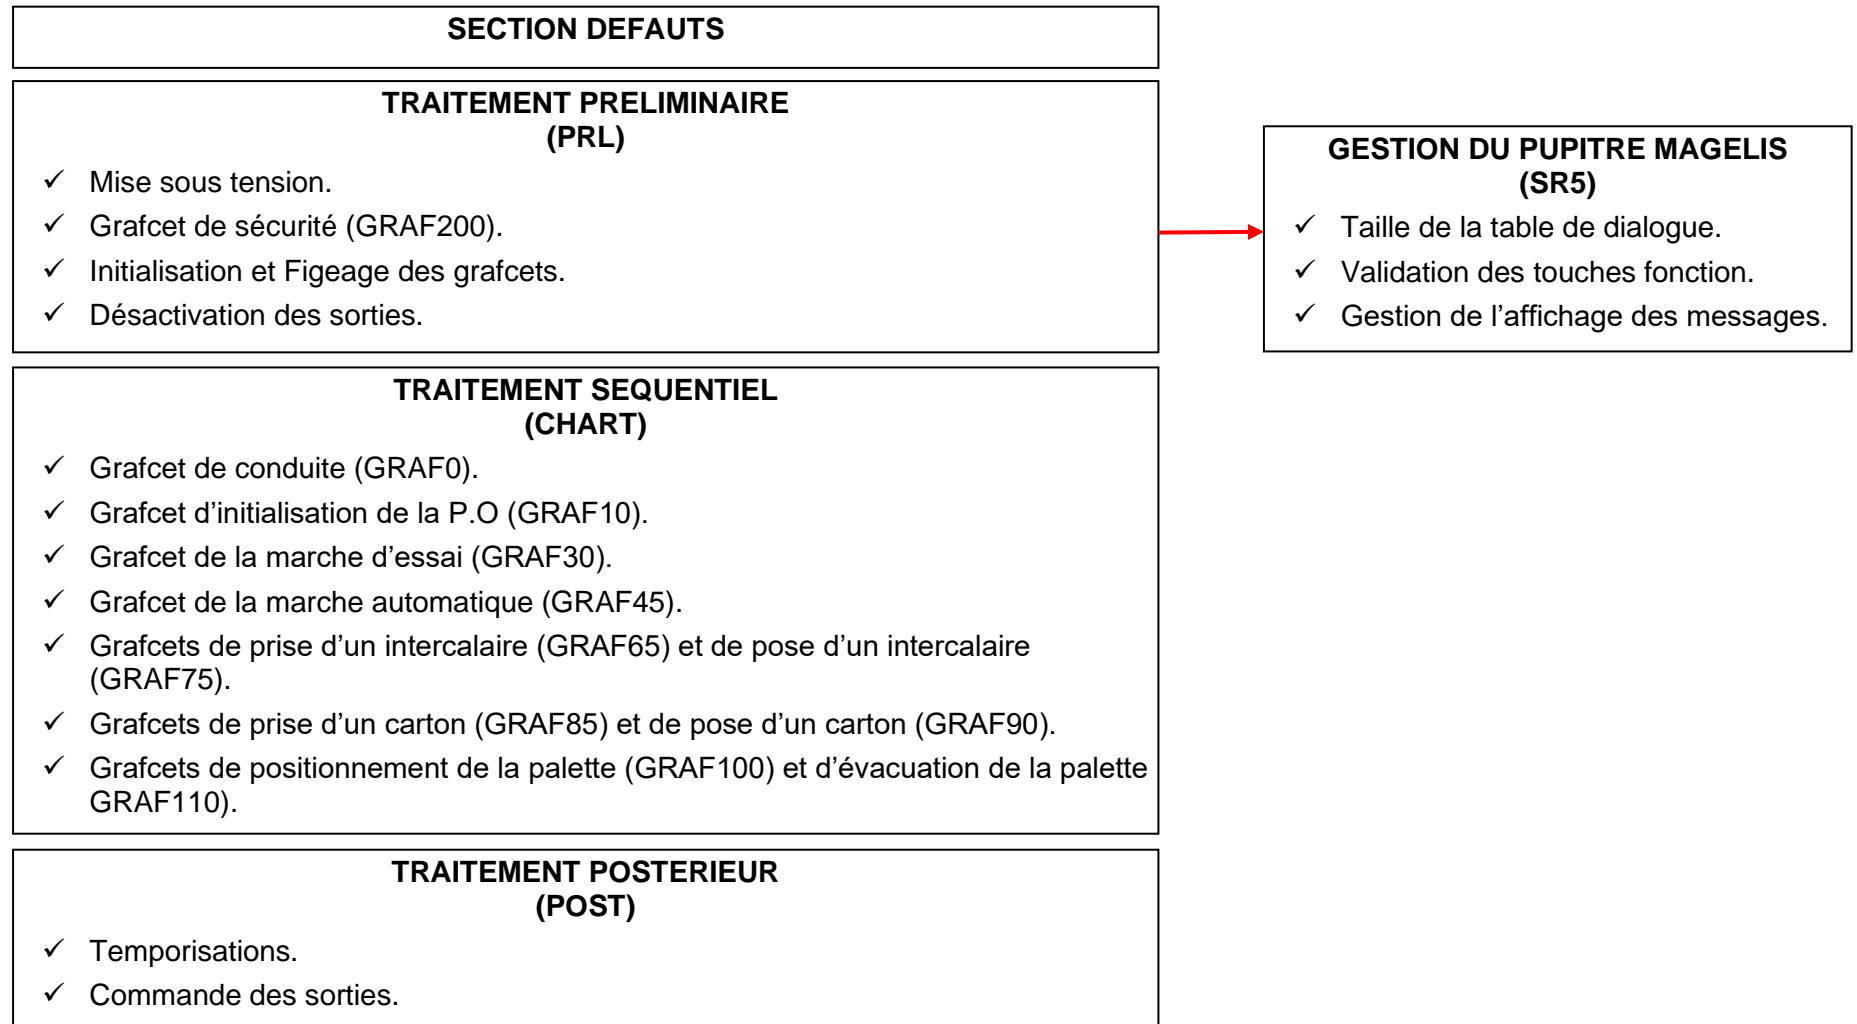 SECTION DEFAUTS
TRAITEMENT PRELIMINAIRE
(PRL)
✓ Mise sous tension.
✓ Grafcet de sécurité (GRAF200).
✓ Initialisation et Figeage des grafcets.
✓ Désactivation des sorties.
GESTION DU PUPITRE MAGELIS
(SR5)
✓ Taille de la table de dialogue.
✓ Validation des touches fonction.
✓ Gestion de l’affichage des messages.
TRAITEMENT SEQUENTIEL
(CHART)
✓ Grafcet de conduite (GRAF0).
✓ Grafcet d’initialisation de la P.O (GRAF10).
✓ Grafcet de la marche d’essai (GRAF30).
✓ Grafcet de la marche automatique (GRAF45).
✓ Grafcets de prise d’un intercalaire (GRAF65) et de pose d’un intercalaire
(GRAF75).
✓ Grafcets de prise d’un carton (GRAF85) et de pose d’un carton (GRAF90).
✓ Grafcets de positionnement de la palette (GRAF100) et d’évacuation de la palette
GRAF110).
TRAITEMENT POSTERIEUR
(POST)
✓ Temporisations.
✓ Commande des sorties.